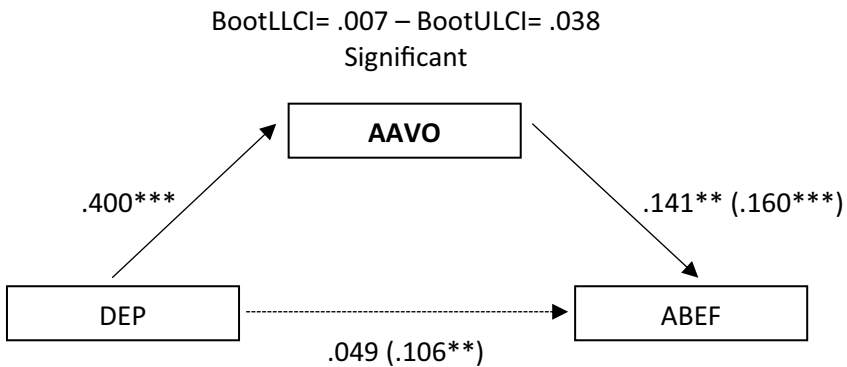 BootLLCI= .007 – BootULCI= .038
Significant
AAVO
.400***
.141** (.160***)
DEP
ABEF
.049 (.106**)